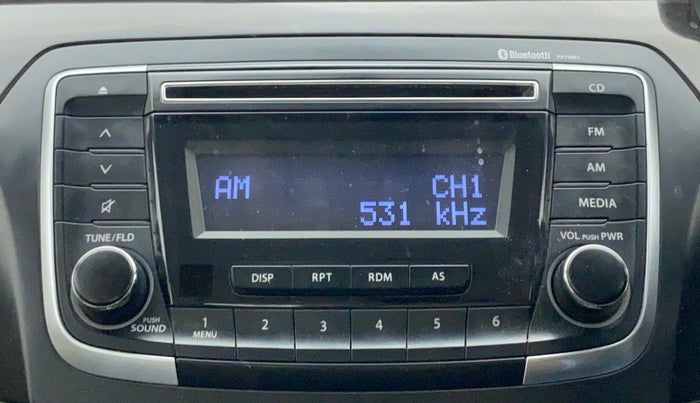 Bluetooth
CD
FM
AM
MEDIA
AM CH1
531 kHz
TUNE/FLD
VOL PUSH PWR
DISP RPT RDM AS
PUSH
SOUND
1 2 3 4 5 6
MENU